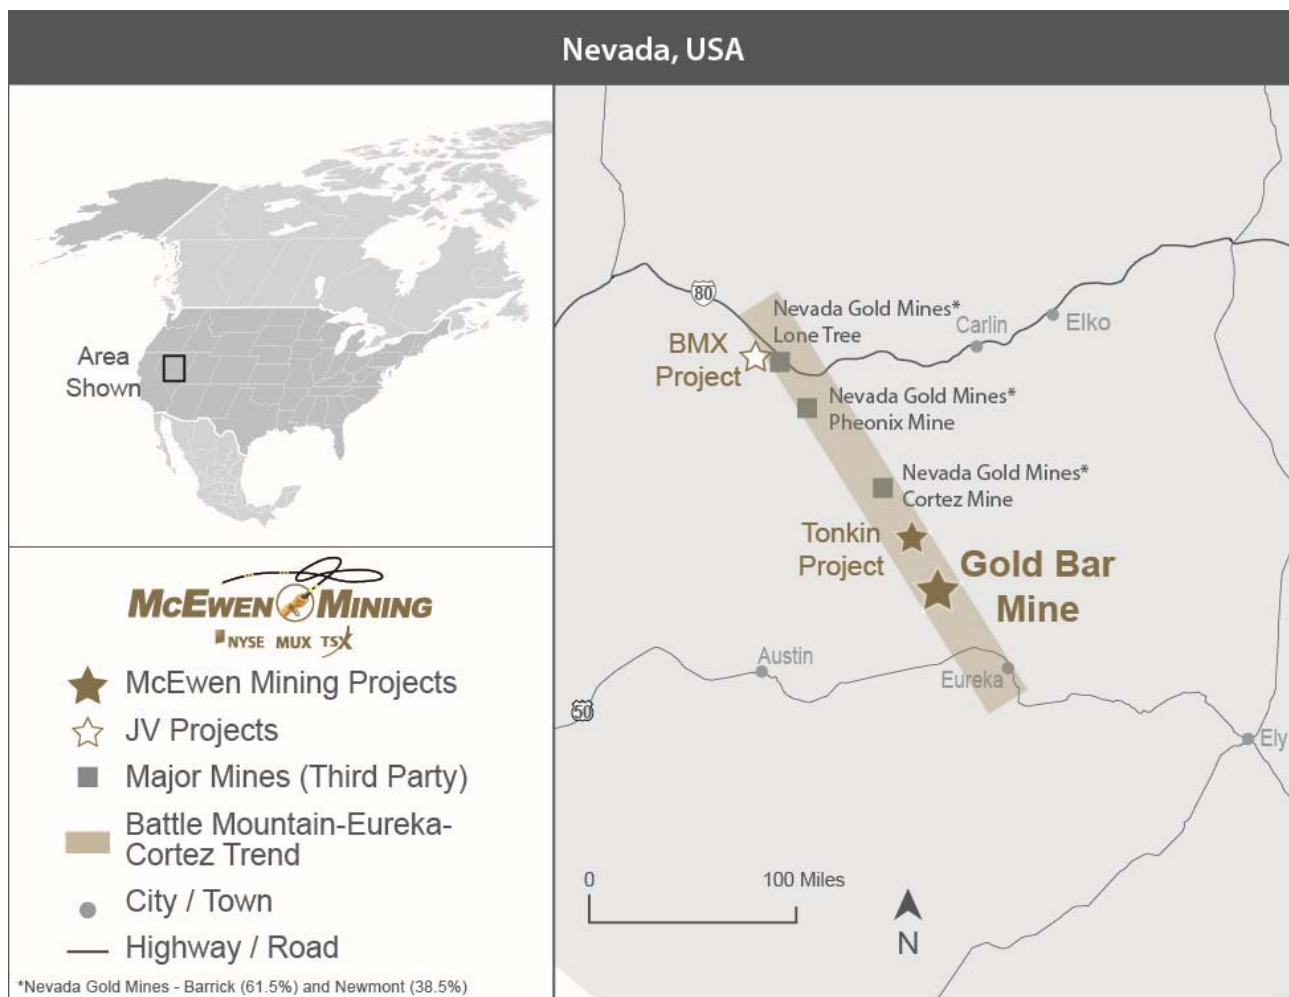 Nevada, USA
Area
Shown
McEWEN MINING
NYSE MUX TSX
McEwen Mining Projects
JV Projects
Major Mines (Third Party)
Battle Mountain-Eureka-
Cortez Trend
City / Town
Highway / Road
*Nevada Gold Mines - Barrick (61.5%) and Newmont (38.5%)
80
Nevada Gold Mines*
Lone Tree
Carlin
Elko
BMX
Project
Nevada Gold Mines*
Pheonix Mine
Nevada Gold Mines*
Cortez Mine
Tonkin
Project
Gold Bar
Mine
Austin
Eureka
50
Ely
0
100 Miles
N